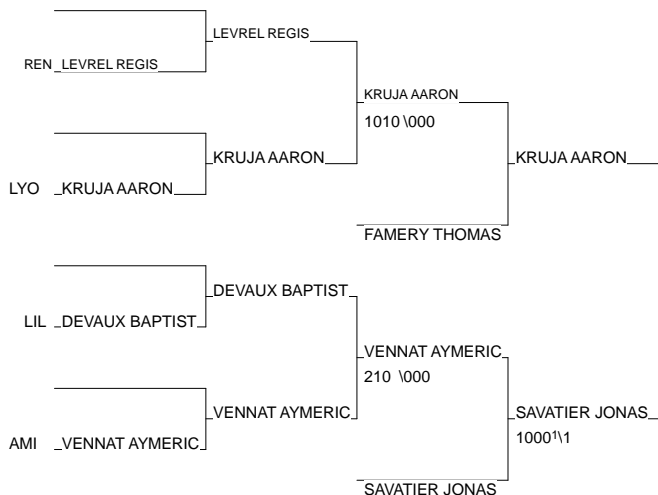 LEVREL REGIS
REN LEVREL REGIS
KRUJA AARON
1010 \000
KRUJA AARON
KRUJA AARON
LYO KRUJA AARON
FAMERY THOMAS
DEVAUX BAPTIST
LIL DEVAUX BAPTIST
VENNAT AYMERIC
210 \000
VENNAT AYMERIC
SAVATIER JONAS
AMI VENNAT AYMERIC
1000¹\1
SAVATIER JONAS